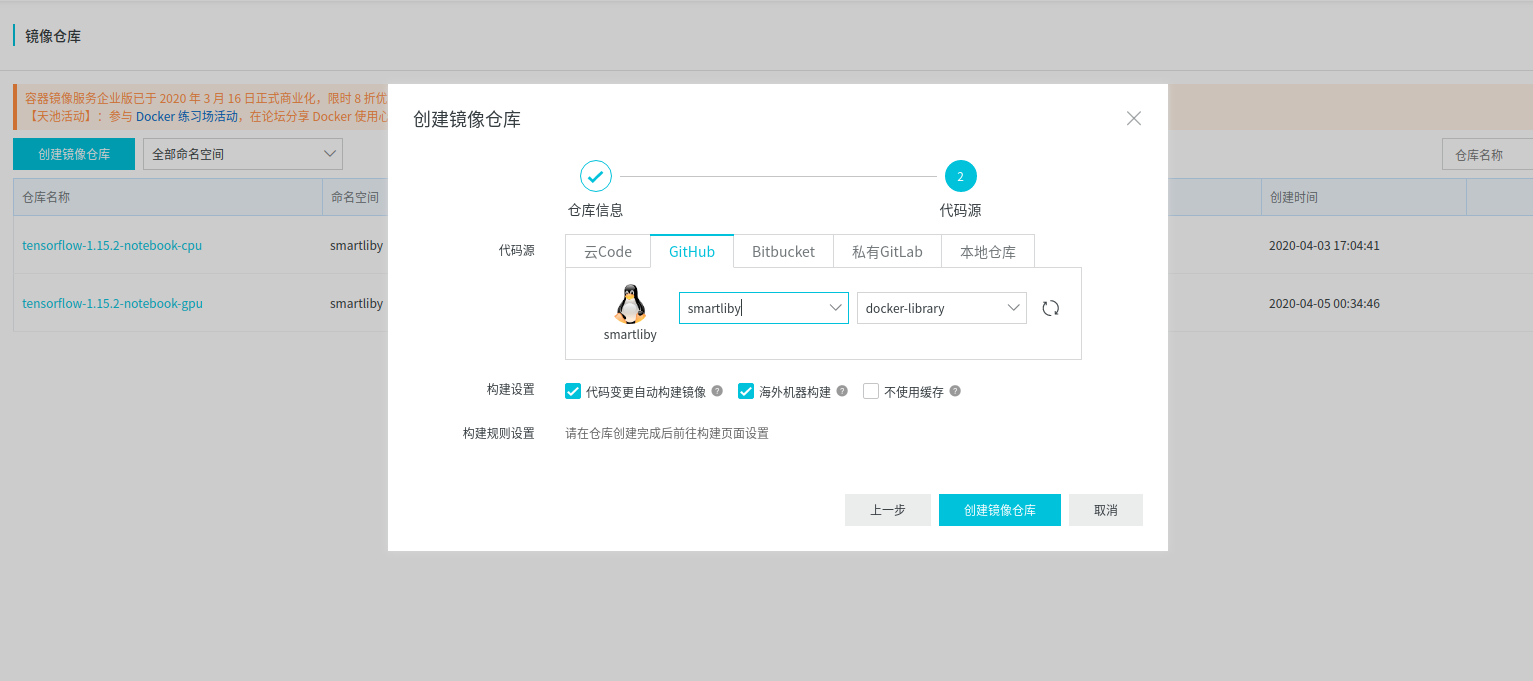 镜像仓库
容器镜像服务企业版已于 2020 年 3 月 16 日正式商业化，限时 8 折优
【天池活动】：参与 Docker 练习场活动，在论坛分享 Docker 使用心
创建镜像仓库 全部命名空间 仓库名称
仓库名称 命名空间 创建时间
tensorflow-1.15.2-notebook-cpu smartliby 2020-04-03 17:04:41
tensorflow-1.15.2-notebook-gpu smartliby 2020-04-05 00:34:46
创建镜像仓库
2
仓库信息 代码源
代码源 云Code GitHub Bitbucket 私有GitLab 本地仓库
smartliby docker-library
smartliby
构建设置 代码变更自动构建镜像 ? 海外机器构建 ? 不使用缓存 ?
构建规则设置 请在仓库创建完成后前往构建页面设置
上一步 创建镜像仓库 取消